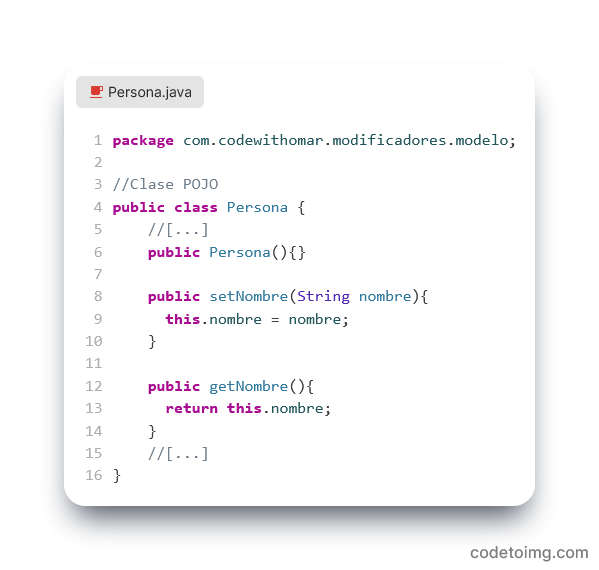 Persona.java
1 package com.codewithomar.modificadores.modelo;
2
3 //Clase POJO
4 public class Persona {
5     //[...]
6     public Persona(){}
7
8     public setNombre(String nombre){
9       this.nombre = nombre;
10     }
11
12     public getNombre(){
13       return this.nombre;
14     }
15     //[...]
16 }
codetoimg.com